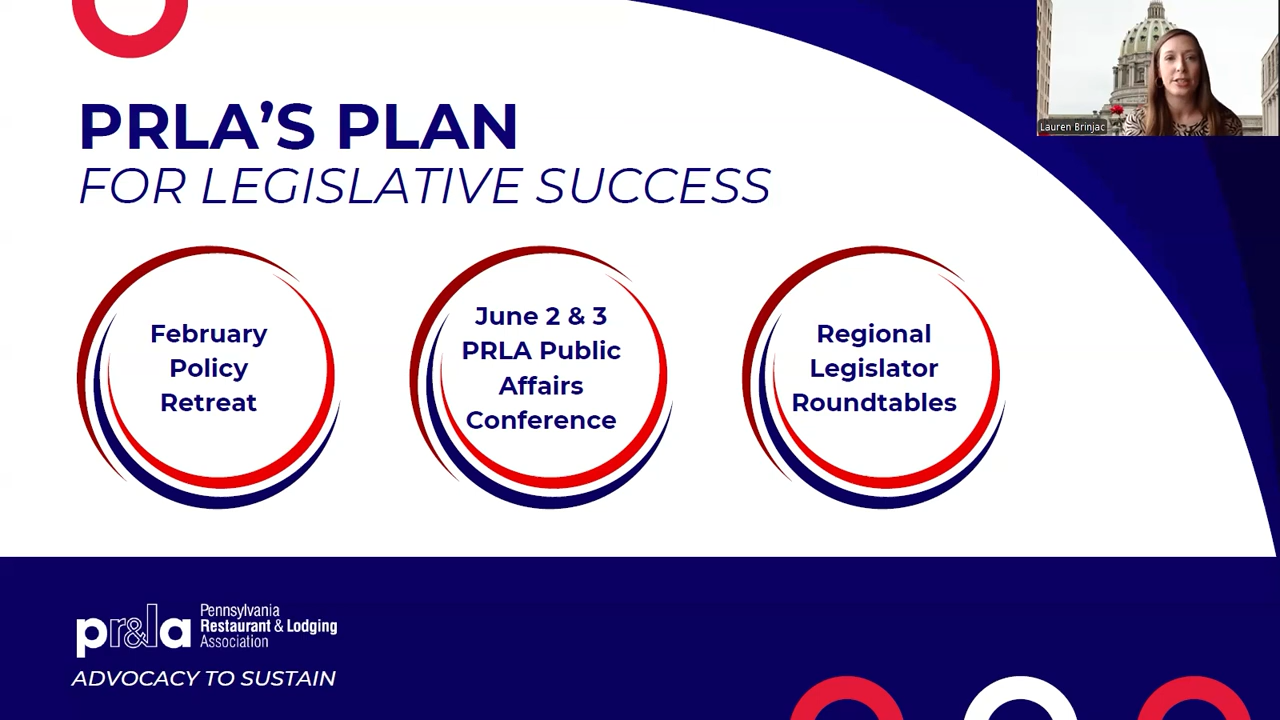 PRLA'S PLAN
FOR LEGISLATIVE SUCCESS
Lauren Brinjac
February
Policy
Retreat
June 2 & 3
PRLA Public
Affairs
Conference
Regional
Legislator
Roundtables
pr&la
Pennsylvania
Restaurant & Lodging
Association
ADVOCACY TO SUSTAIN